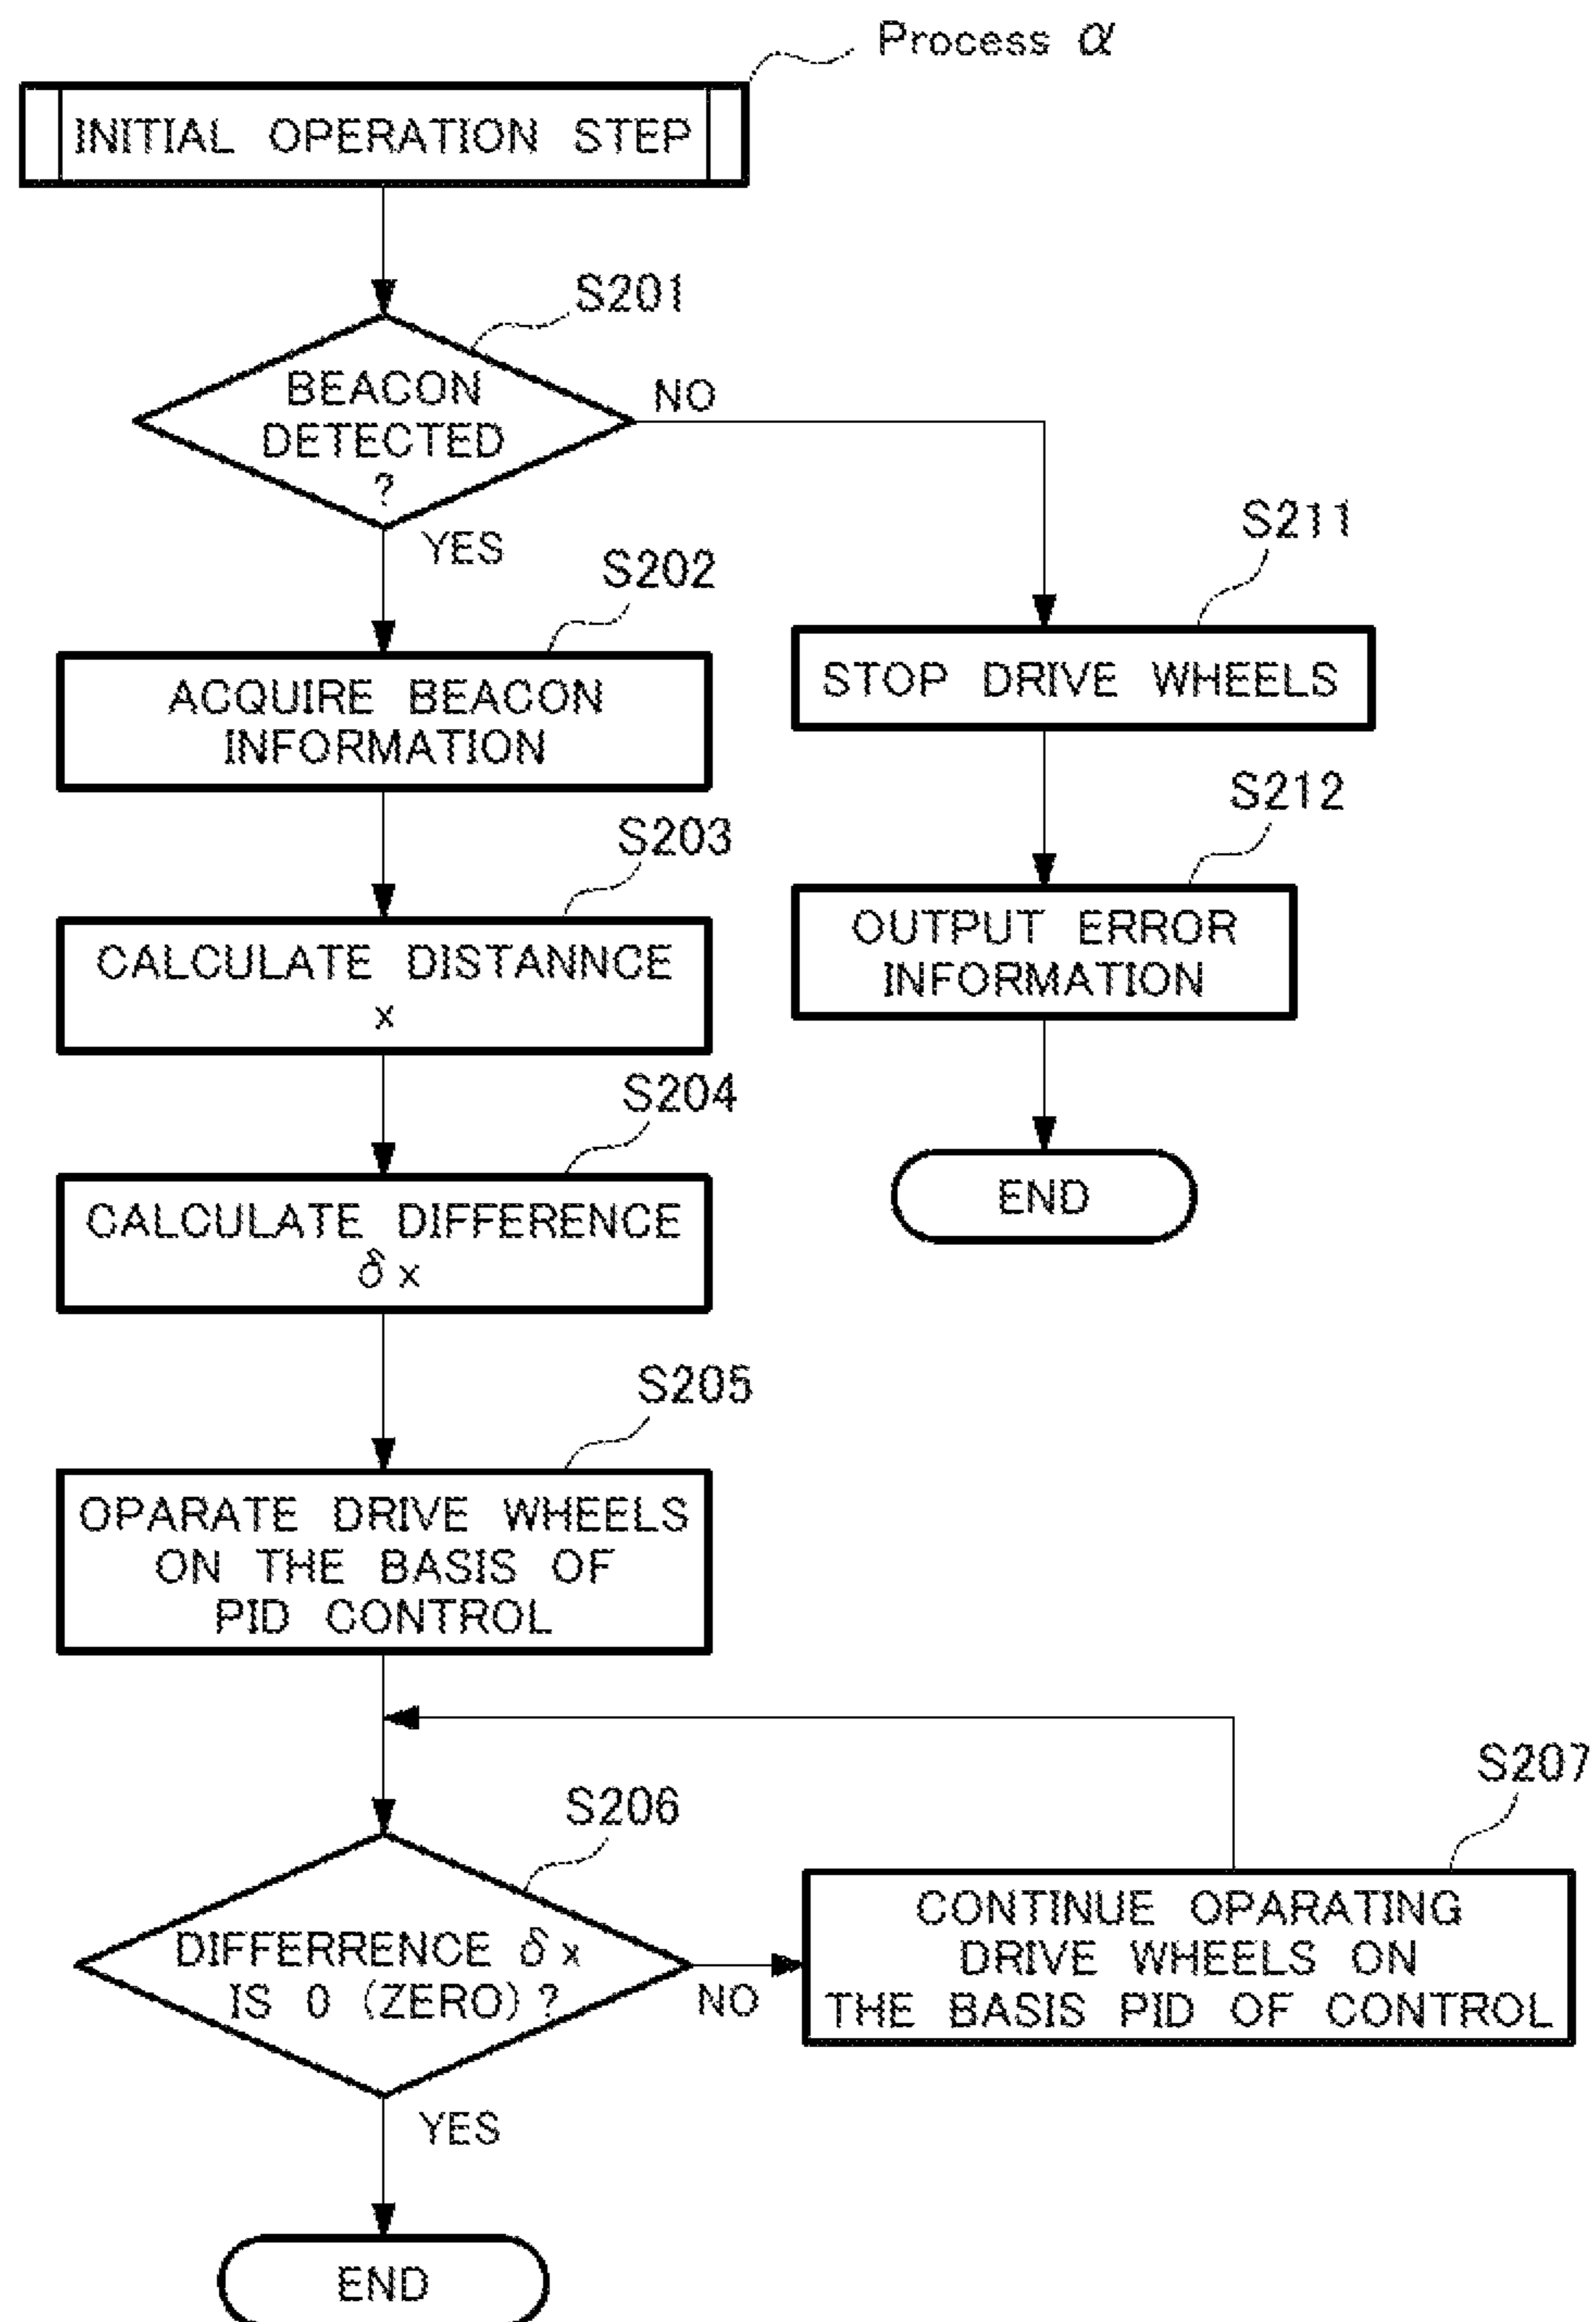 Process α
INITIAL OPERATION STEP
S201
BEACON
DETECTED
?
NO
YES
S202
ACQUIRE BEACON
INFORMATION
S211
STOP DRIVE WHEELS
S203
CALCULATE DISTANNCE
x
S212
OUTPUT ERROR
INFORMATION
S204
CALCULATE DIFFERENCE
δx
END
S205
OPARATE DRIVE WHEELS
ON THE BASIS OF
PID CONTROL
S206
DIFFERRENCE δx
IS 0 (ZERO)?
NO
S207
CONTINUE OPARATING
DRIVE WHEELS ON
THE BASIS PID OF CONTROL
YES
END